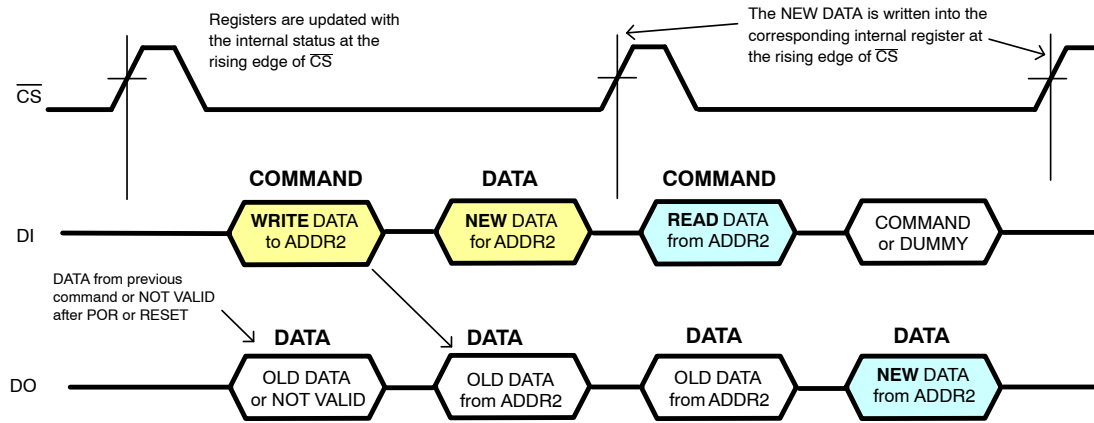 Registers are updated with
the internal status at the
rising edge of CS
The NEW DATA is written into the
corresponding internal register at
the rising edge of CS
CS
COMMAND
DATA
COMMAND
DI
WRITE DATA
to ADDR2
NEW DATA
for ADDR2
READ DATA
from ADDR2
COMMAND
or DUMMY
DATA from previous
command or NOT VALID
after POR or RESET
DATA
DATA
DATA
DATA
DO
OLD DATA
or NOT VALID
OLD DATA
from ADDR2
OLD DATA
from ADDR2
NEW DATA
from ADDR2